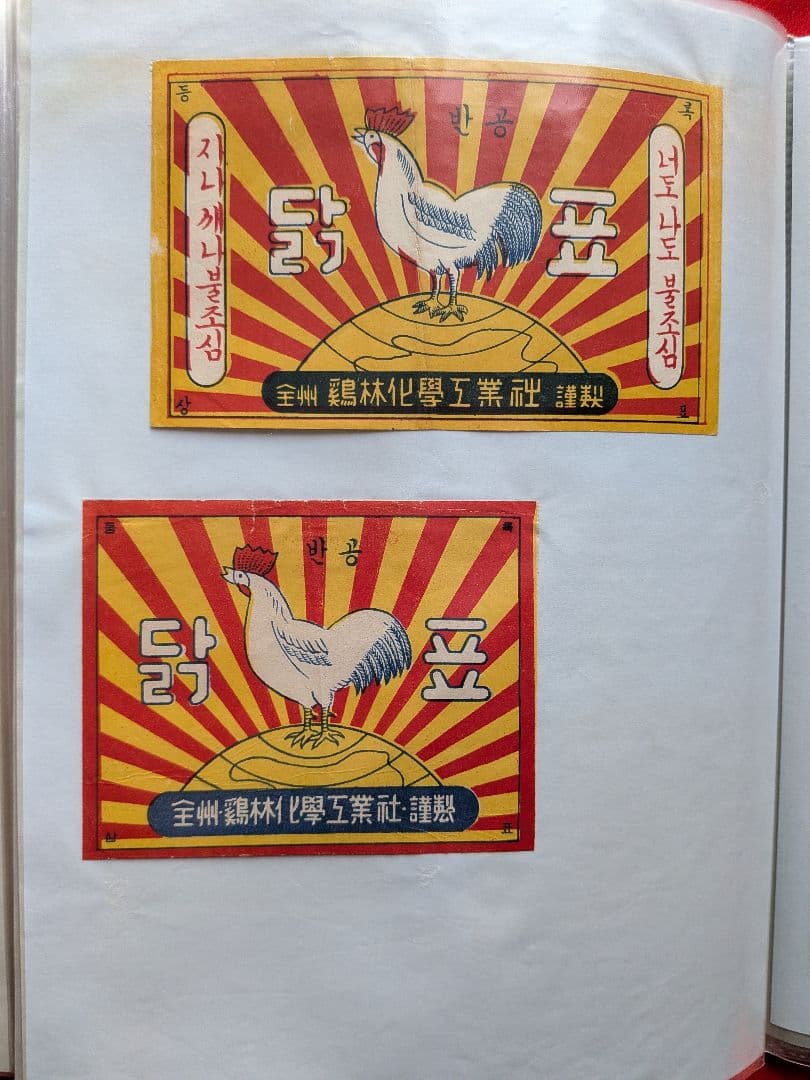 등 록
반공
자나 깨나 불조심
닭 표
너도 나도 불조심
全州 鷄林化學工業社 謹製
상 표
등 록
반공
닭 표
全州·鷄林化學工業社·謹製
상 표